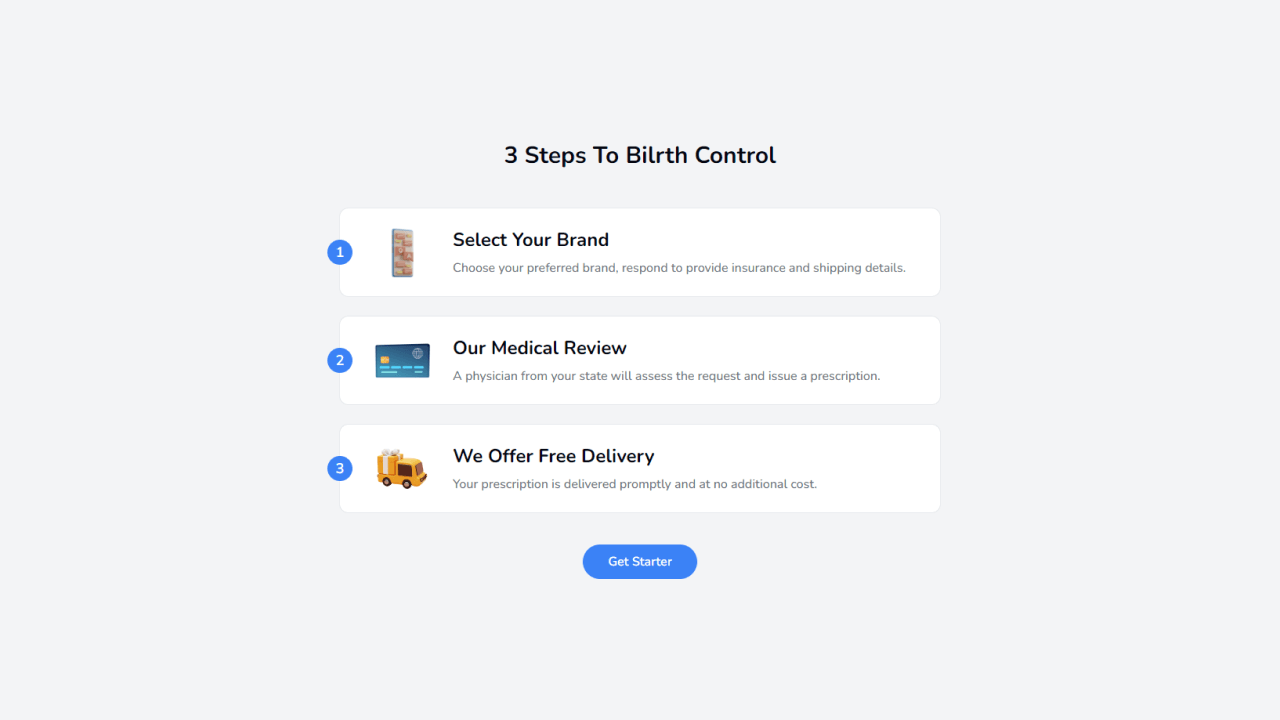 3 Steps To Bilrth Control
1
Select Your Brand
Choose your preferred brand, respond to provide insurance and shipping details.
2
Our Medical Review
A physician from your state will assess the request and issue a prescription.
3
We Offer Free Delivery
Your prescription is delivered promptly and at no additional cost.
Get Starter